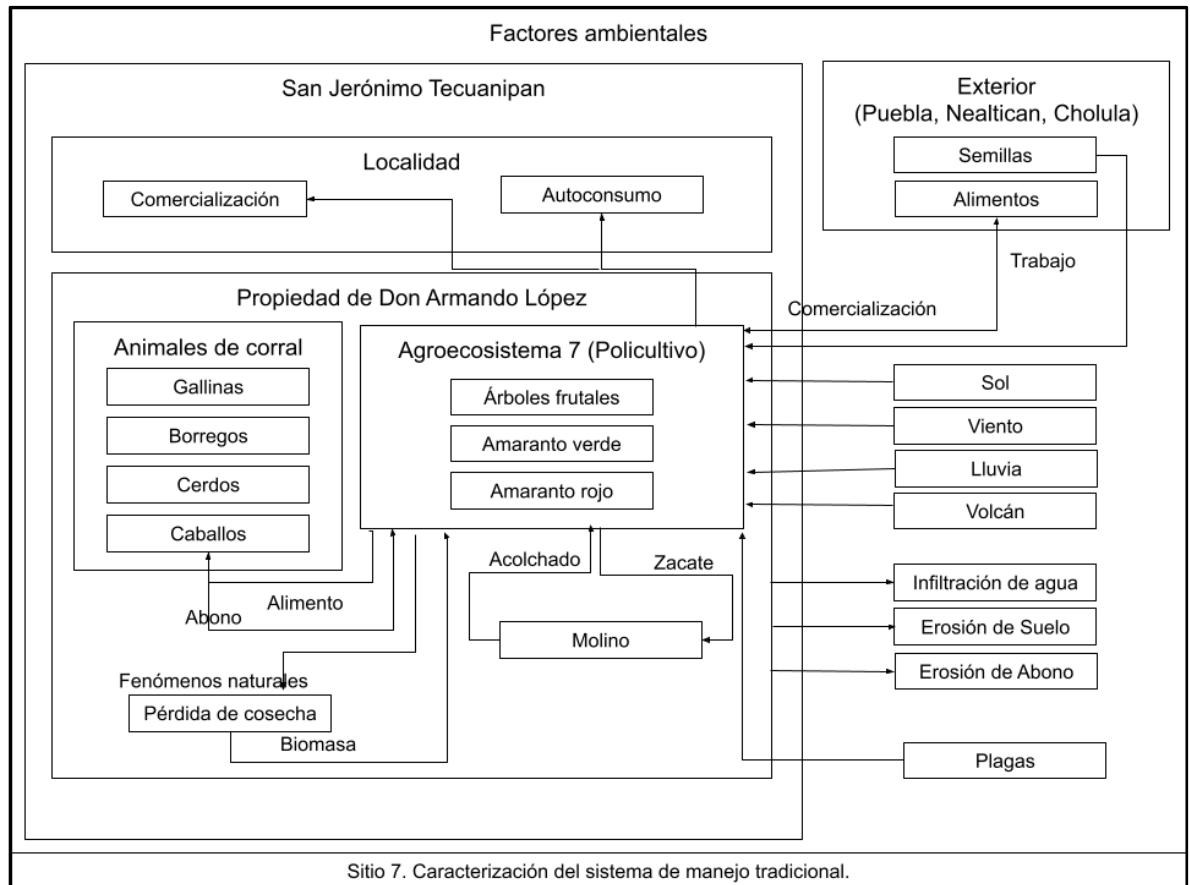 Factores ambientales
San Jerónimo Tecuanipan
Exterior
(Puebla, Nealtican, Cholula)
Semillas
Alimentos
Localidad
Comercialización
Autoconsumo
Trabajo
Comercialización
Propiedad de Don Armando López
Animales de corral
Gallinas
Borregos
Cerdos
Caballos
Agroecosistema 7 (Policultivo)
Árboles frutales
Amaranto verde
Amaranto rojo
Sol
Viento
Lluvia
Volcán
Acolchado
Zacate
Alimento
Abono
Molino
Infiltración de agua
Erosión de Suelo
Erosión de Abono
Fenómenos naturales
Pérdida de cosecha
Biomasa
Plagas
Sitio 7. Caracterización del sistema de manejo tradicional.